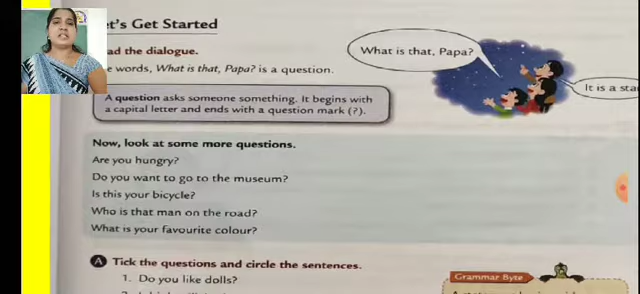 et's Get Started
ad the dialogue.
e words, What is that, Papa? is a question.
What is that, Papa?
It is a sta
A question asks someone something. It begins with
a capital letter and ends with a question mark (?).
Now, look at some more questions.
Are you hungry?
Do you want to go to the museum?
Is this your bicycle?
Who is that man on the road?
What is your favourite colour?
A Tick the questions and circle the sentences.
1. Do you like dolls?
Grammar Byte